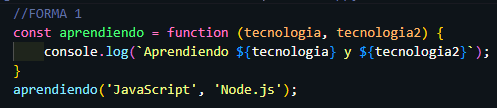 //FORMA 1
const aprendiendo = function (tecnologia, tecnologia2) {
    console.log(`Aprendiendo ${tecnologia} y ${tecnologia2}`);
}
aprendiendo('JavaScript', 'Node.js');